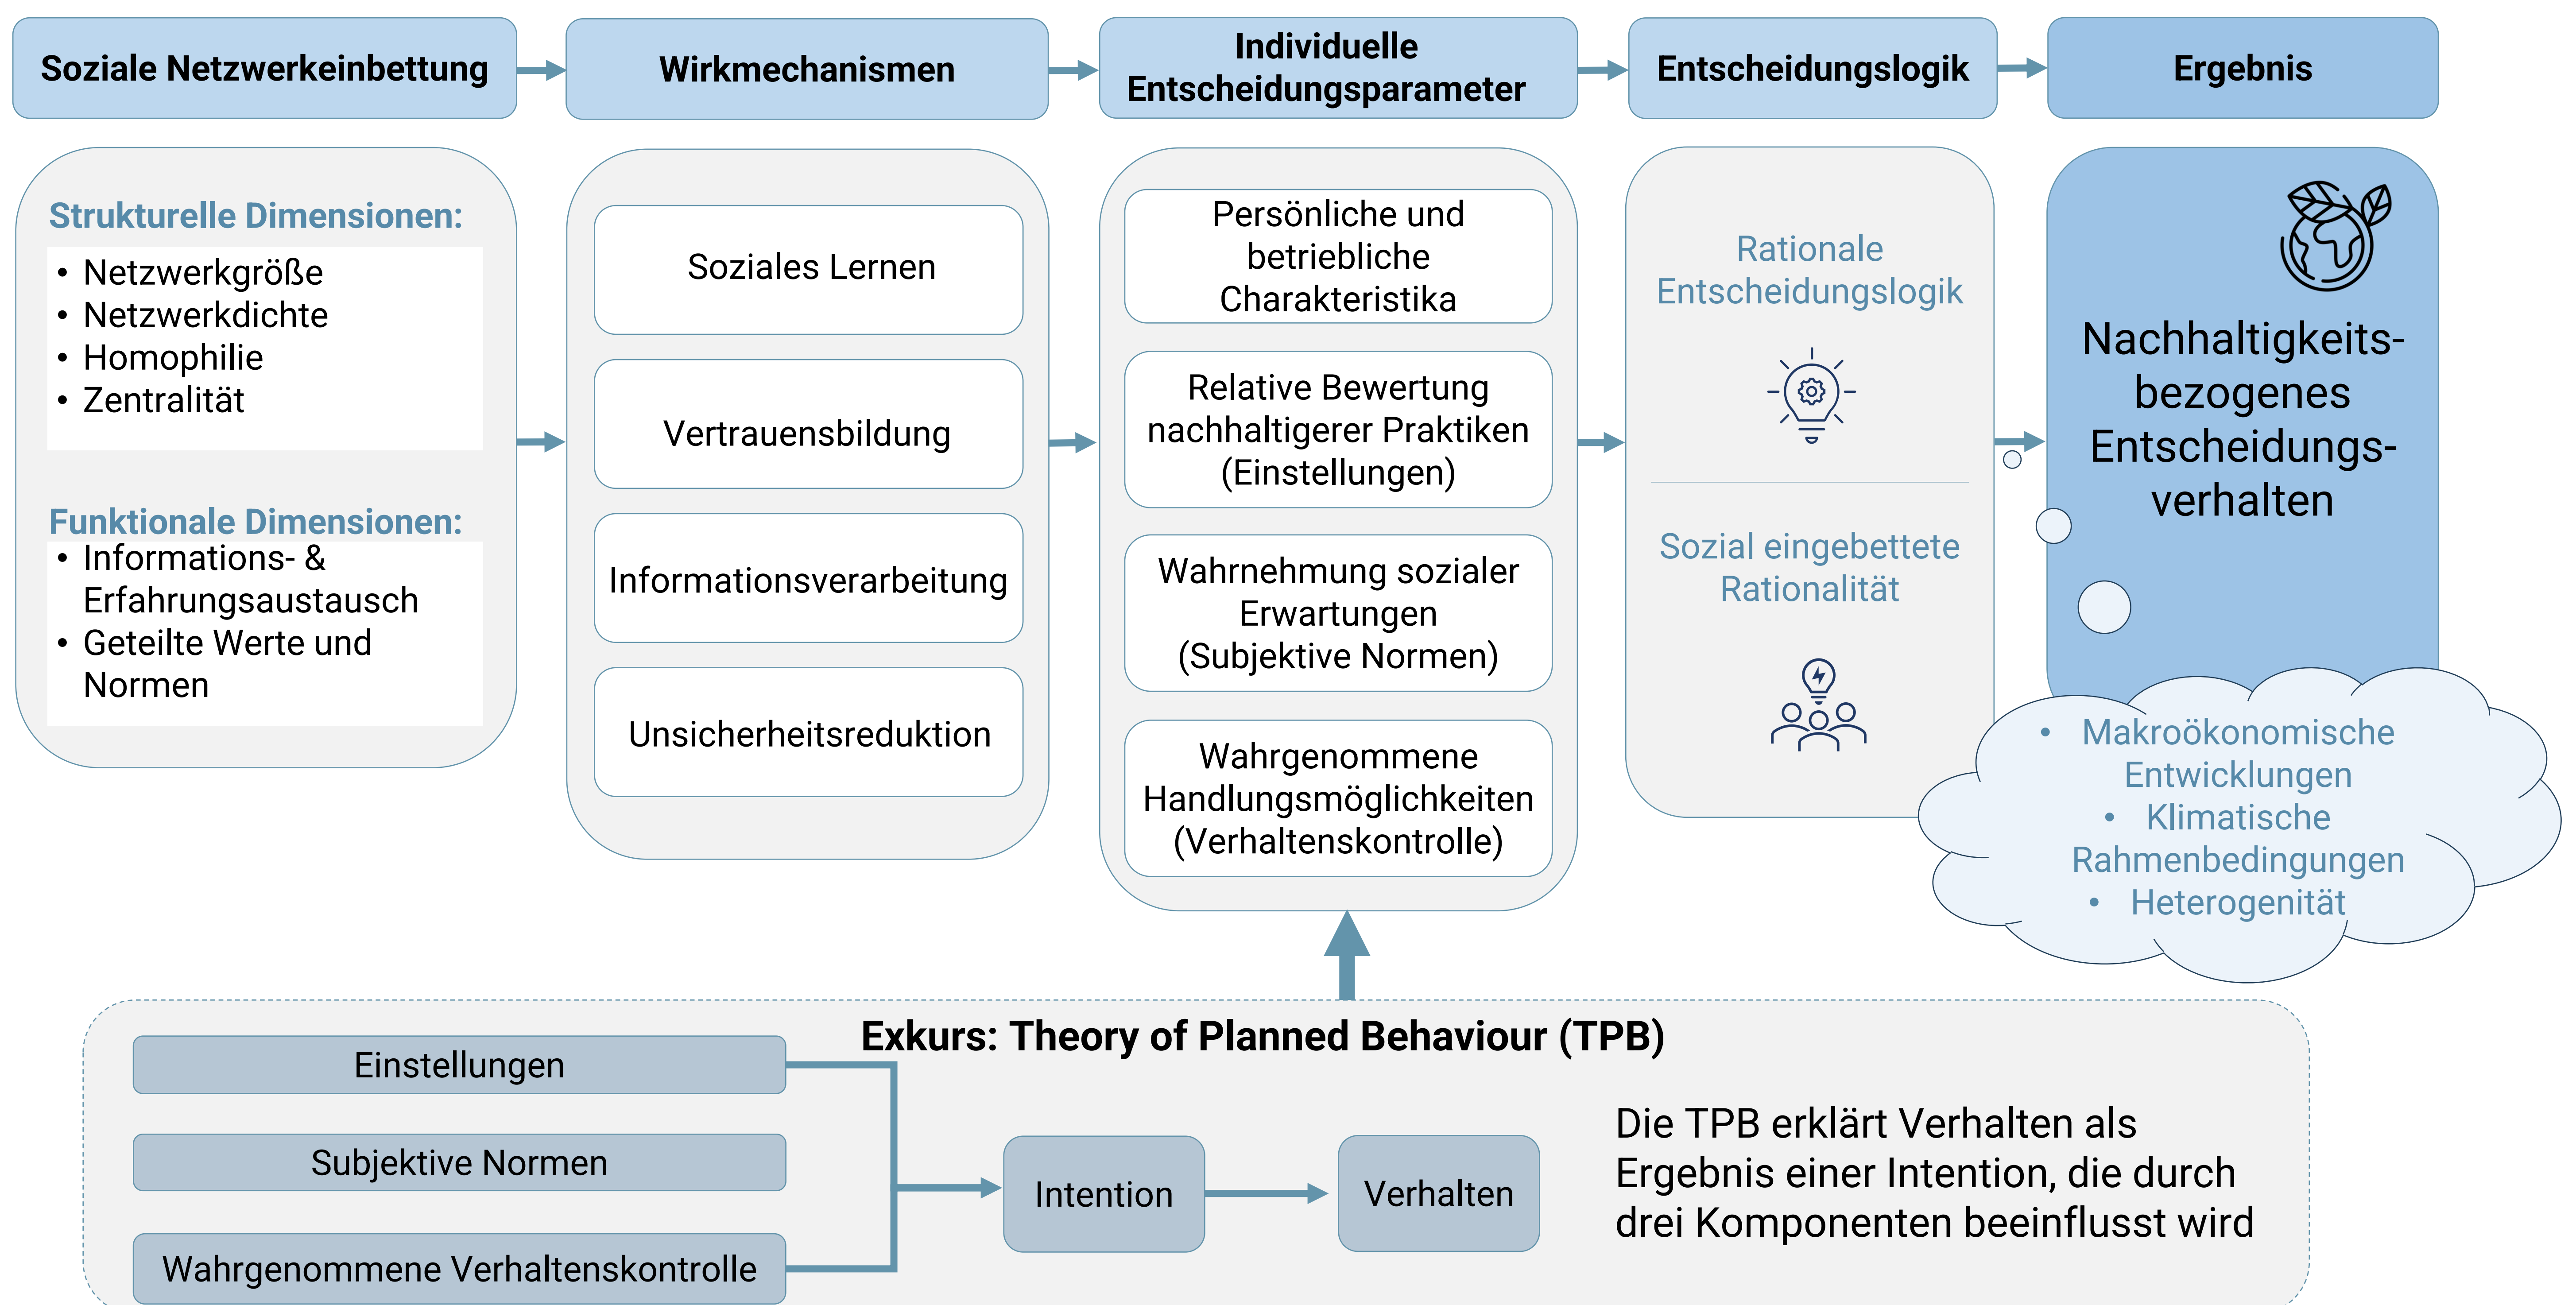 Soziale Netzwerkeinbettung
Wirkmechanismen
Individuelle
Entscheidungsparameter
Entscheidungslogik
Ergebnis
Strukturelle Dimensionen:
• Netzwerkgröße
• Netzwerkdichte
• Homophilie
• Zentralität
Funktionale Dimensionen:
• Informations- &
Erfahrungsaustausch
• Geteilte Werte und
Normen
Soziales Lernen
Vertrauensbildung
Informationsverarbeitung
Unsicherheitsreduktion
Persönliche und
betriebliche
Charakteristika
Relative Bewertung
nachhaltigerer Praktiken
(Einstellungen)
Wahrnehmung sozialer
Erwartungen
(Subjektive Normen)
Wahrgenommene
Handlungsmöglichkeiten
(Verhaltenskontrolle)
Rationale
Entscheidungslogik
Sozial eingebettete
Rationalität
Nachhaltigkeits-
bezogenes
Entscheidungs-
verhalten
• Makroökonomische
Entwicklungen
• Klimatische
Rahmenbedingungen
• Heterogenität
Exkurs: Theory of Planned Behaviour (TPB)
Einstellungen
Subjektive Normen
Wahrgenommene Verhaltenskontrolle
Intention
Verhalten
Die TPB erklärt Verhalten als
Ergebnis einer Intention, die durch
drei Komponenten beeinflusst wird